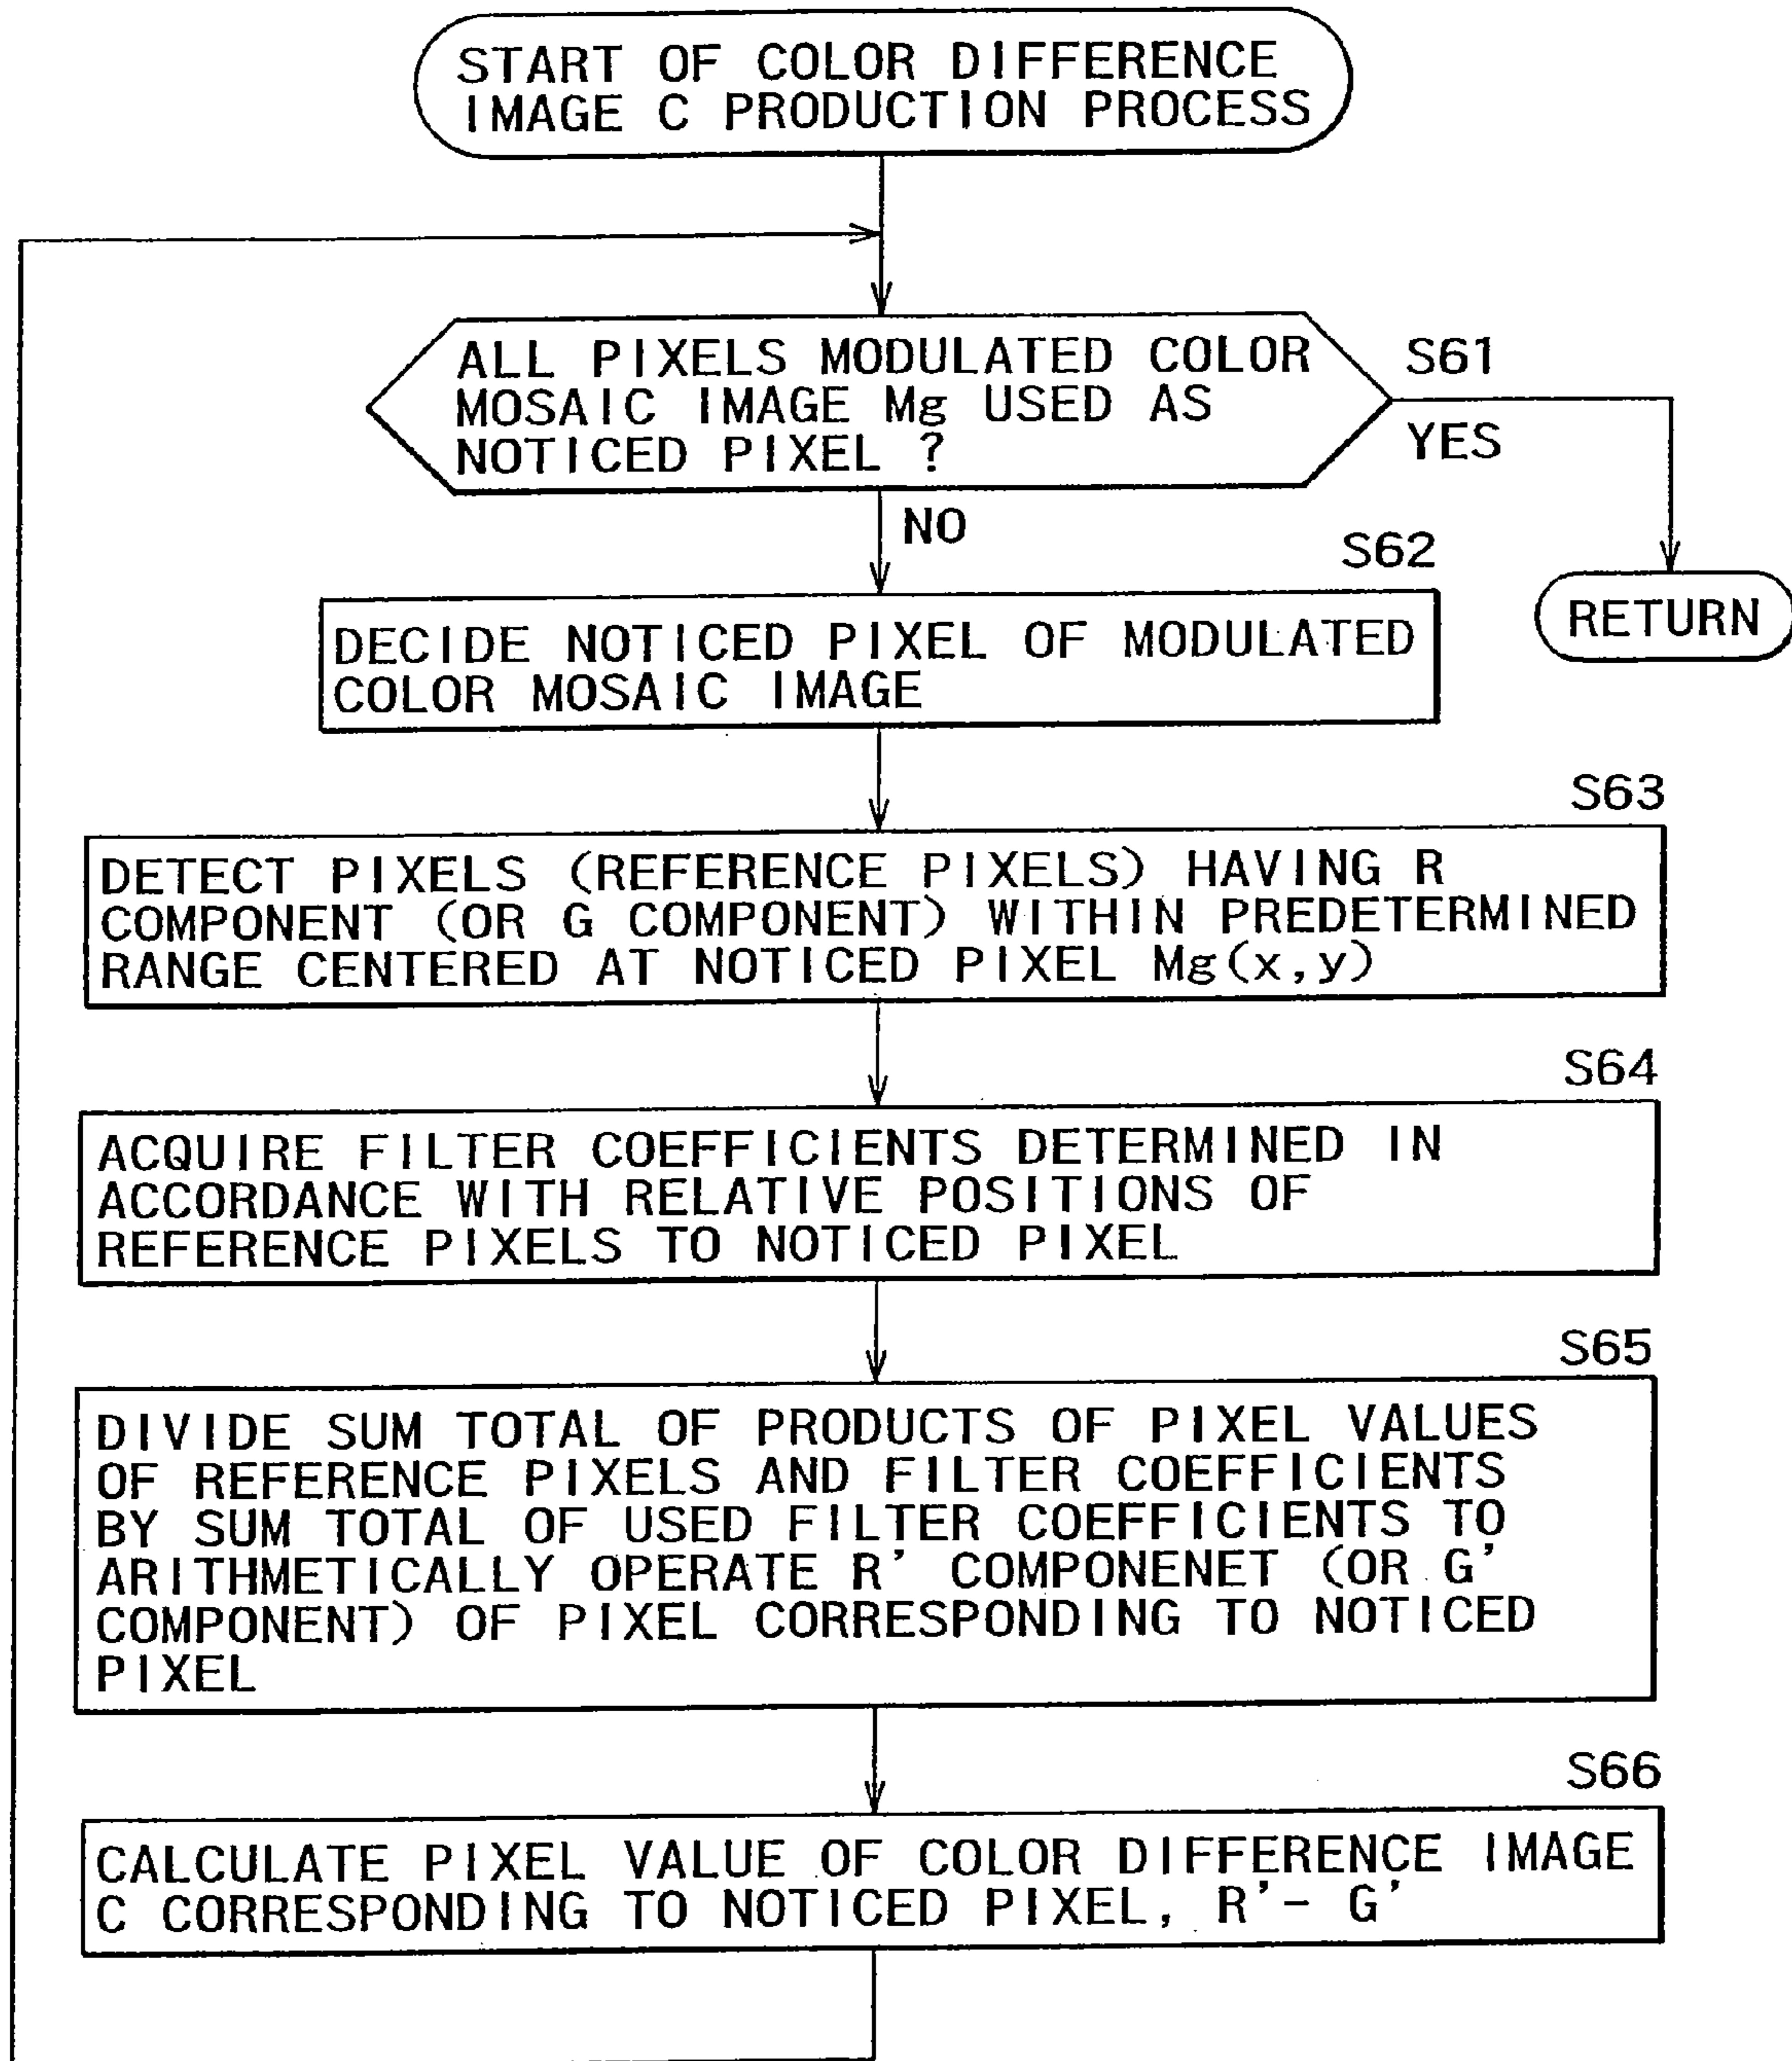 START OF COLOR DIFFERENCE
IMAGE C PRODUCTION PROCESS
ALL PIXELS MODULATED COLOR
MOSAIC IMAGE Mg USED AS
NOTICED PIXEL ?
S61
YES
NO
RETURN
S62
DECIDE NOTICED PIXEL OF MODULATED
COLOR MOSAIC IMAGE
S63
DETECT PIXELS (REFERENCE PIXELS) HAVING R
COMPONENT (OR G COMPONENT) WITHIN PREDETERMINED
RANGE CENTERED AT NOTICED PIXEL Mg(x,y)
S64
ACQUIRE FILTER COEFFICIENTS DETERMINED IN
ACCORDANCE WITH RELATIVE POSITIONS OF
REFERENCE PIXELS TO NOTICED PIXEL
S65
DIVIDE SUM TOTAL OF PRODUCTS OF PIXEL VALUES
OF REFERENCE PIXELS AND FILTER COEFFICIENTS
BY SUM TOTAL OF USED FILTER COEFFICIENTS TO
ARITHMETICALLY OPERATE R' COMPONENET (OR G'
COMPONENT) OF PIXEL CORRESPONDING TO NOTICED
PIXEL
S66
CALCULATE PIXEL VALUE OF COLOR DIFFERENCE IMAGE
C CORRESPONDING TO NOTICED PIXEL, R'- G'